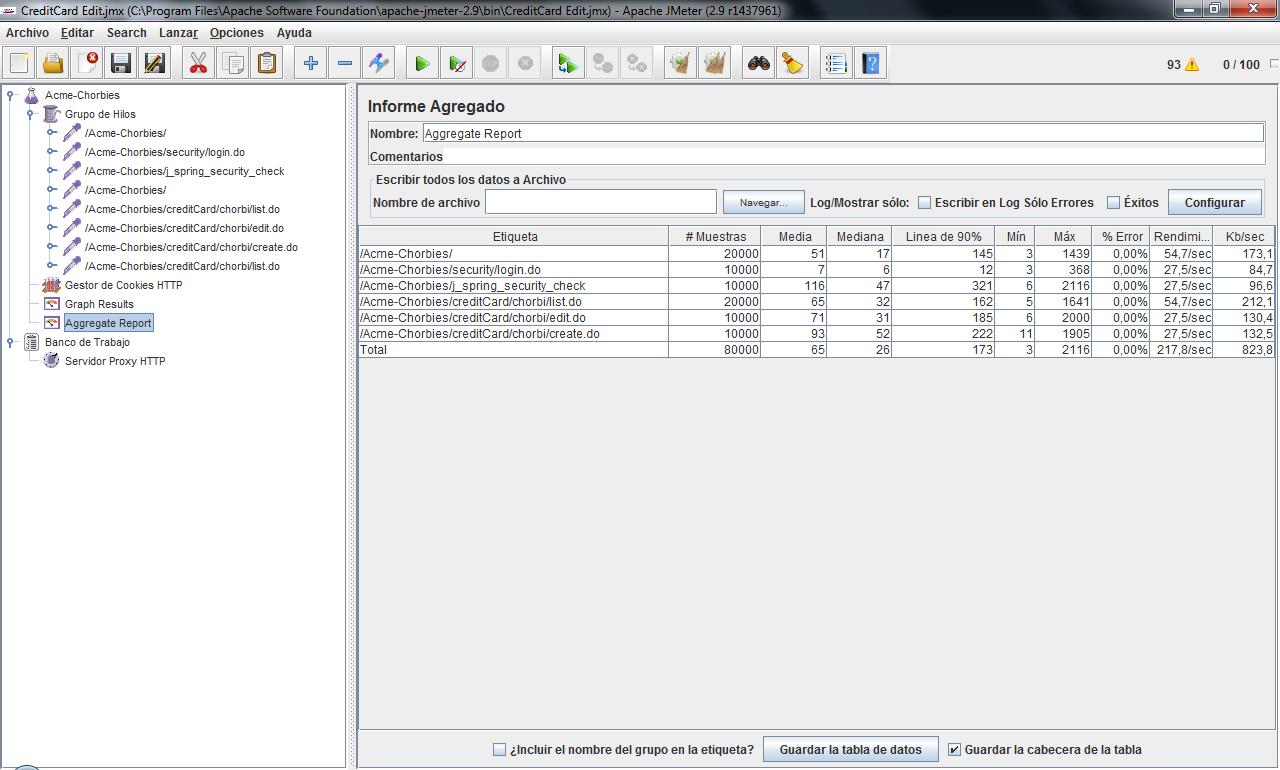 CreditCard Edit.jmx (C:\Program Files\Apache Software Foundation\apache-jmeter-2.9\bin\CreditCard Edit.jmx) - Apache JMeter (2.9 r1437961)
Archivo Editar Search Lanzar Opciones Ayuda
93 0 / 100
Acme-Chorbies
Grupo de Hilos
/Acme-Chorbies/
/Acme-Chorbies/security/login.do
/Acme-Chorbies/j_spring_security_check
/Acme-Chorbies/
/Acme-Chorbies/creditCard/chorbi/list.do
/Acme-Chorbies/creditCard/chorbi/edit.do
/Acme-Chorbies/creditCard/chorbi/create.do
/Acme-Chorbies/creditCard/chorbi/list.do
Gestor de Cookies HTTP
Graph Results
Aggregate Report
Banco de Trabajo
Servidor Proxy HTTP
Informe Agregado
Nombre: Aggregate Report
Comentarios
Escribir todos los datos a Archivo
Nombre de archivo Navegar... Log/Mostrar sólo: Escribir en Log Sólo Errores Éxitos Configurar
Etiqueta # Muestras Media Mediana Linea de 90% Mín Máx % Error Rendimi... Kb/sec
/Acme-Chorbies/ 20000 51 17 145 3 1439 0,00% 54,7/sec 173,1
/Acme-Chorbies/security/login.do 10000 7 6 12 3 368 0,00% 27,5/sec 84,7
/Acme-Chorbies/j_spring_security_check 10000 116 47 321 6 2116 0,00% 27,5/sec 96,6
/Acme-Chorbies/creditCard/chorbi/list.do 20000 65 32 162 5 1641 0,00% 54,7/sec 212,1
/Acme-Chorbies/creditCard/chorbi/edit.do 10000 71 31 185 6 2000 0,00% 27,5/sec 130,4
/Acme-Chorbies/creditCard/chorbi/create.do 10000 93 52 222 11 1905 0,00% 27,5/sec 132,5
Total 80000 65 26 173 3 2116 0,00% 217,8/sec 823,8
¿Incluir el nombre del grupo en la etiqueta? Guardar la tabla de datos Guardar la cabecera de la tabla